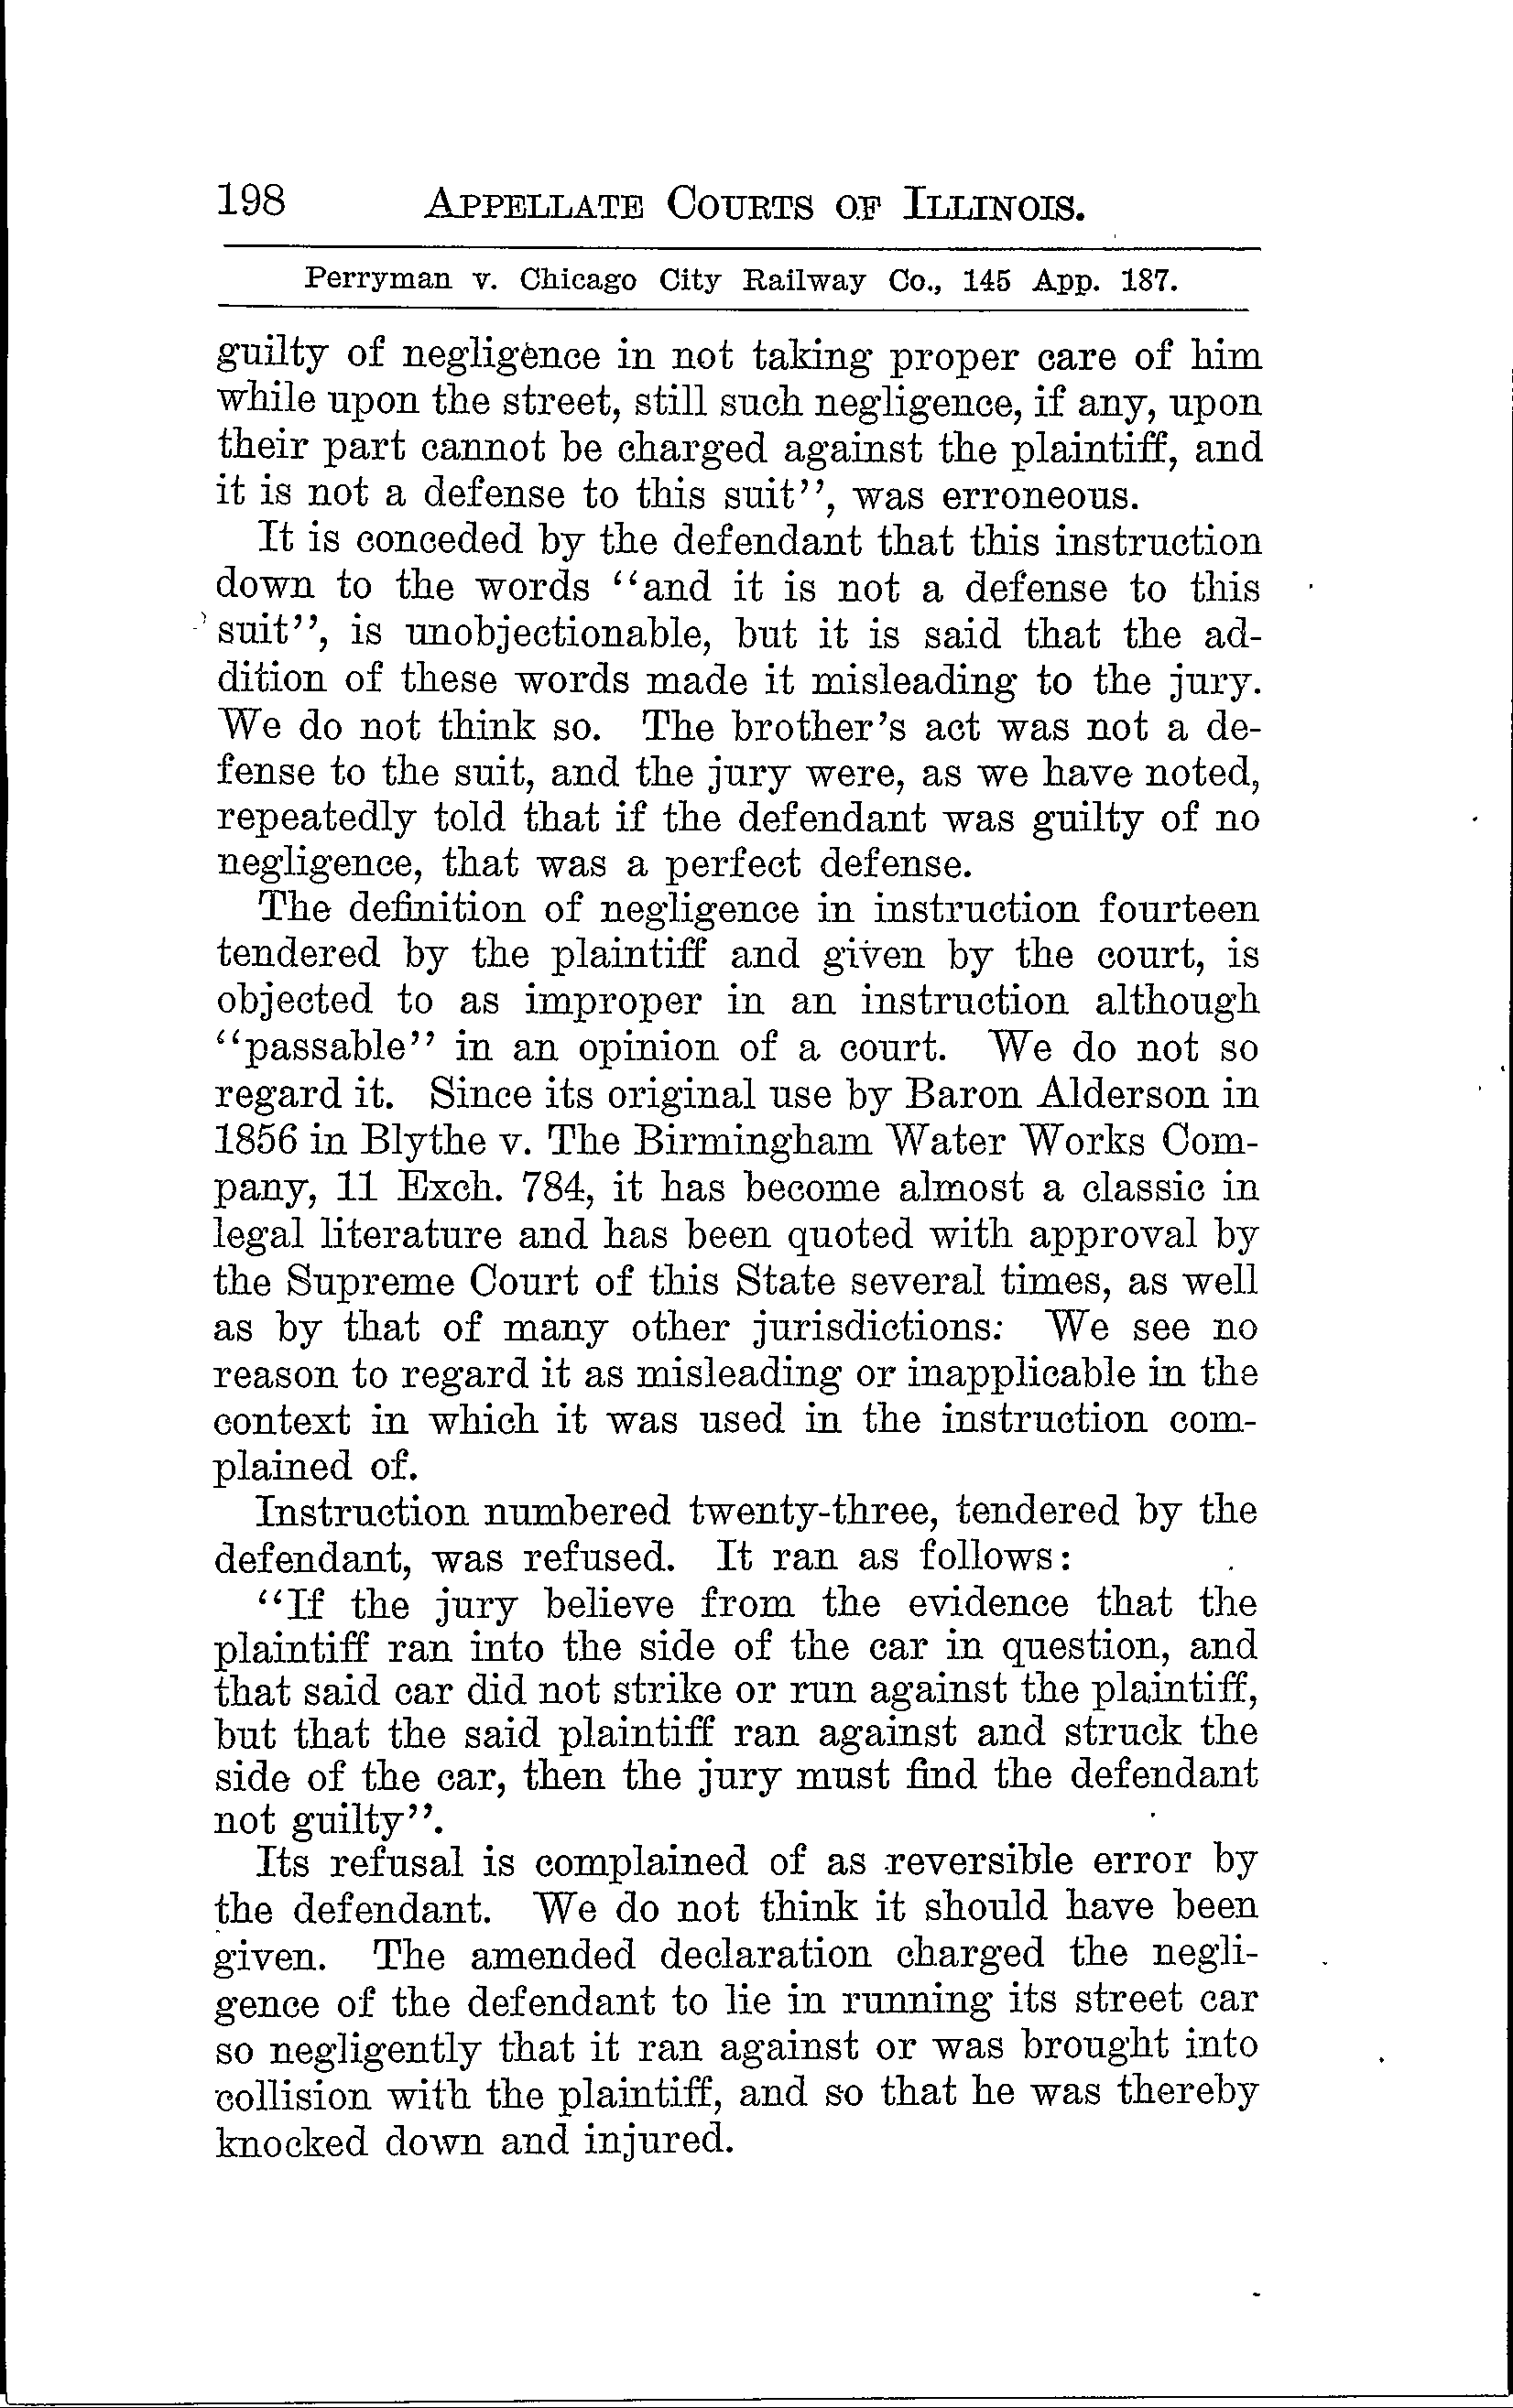 198 APPELLATE COURTS OF ILLINOIS.
Perryman v. Chicago City Railway Co., 145 App. 187.
guilty of negligence in not taking proper care of him
while upon the street, still such negligence, if any, upon
their part cannot be charged against the plaintiff, and
it is not a defense to this suit'', was erroneous.
It is conceded by the defendant that this instruction
down to the words ''and it is not a defense to this
suit'', is unobjectionable, but it is said that the ad-
dition of these words made it misleading to the jury.
We do not think so. The brother's act was not a de-
fense to the suit, and the jury were, as we have noted,
repeatedly told that if the defendant was guilty of no
negligence, that was a perfect defense.
The definition of negligence in instruction fourteen
tendered by the plaintiff and given by the court, is
objected to as improper in an instruction although
''passable'' in an opinion of a court. We do not so
regard it. Since its original use by Baron Alderson in
1856 in Blythe v. The Birmingham Water Works Com-
pany, 11 Exch. 784, it has become almost a classic in
legal literature and has been quoted with approval by
the Supreme Court of this State several times, as well
as by that of many other jurisdictions: We see no
reason to regard it as misleading or inapplicable in the
context in which it was used in the instruction com-
plained of.
Instruction numbered twenty-three, tendered by the
defendant, was refused. It ran as follows:
''If the jury believe from the evidence that the
plaintiff ran into the side of the car in question, and
that said car did not strike or run against the plaintiff,
but that the said plaintiff ran against and struck the
side of the car, then the jury must find the defendant
not guilty''.
Its refusal is complained of as reversible error by
the defendant. We do not think it should have been
given. The amended declaration charged the negli-
gence of the defendant to lie in running its street car
so negligently that it ran against or was brought into
collision with the plaintiff, and so that he was thereby
knocked down and injured.